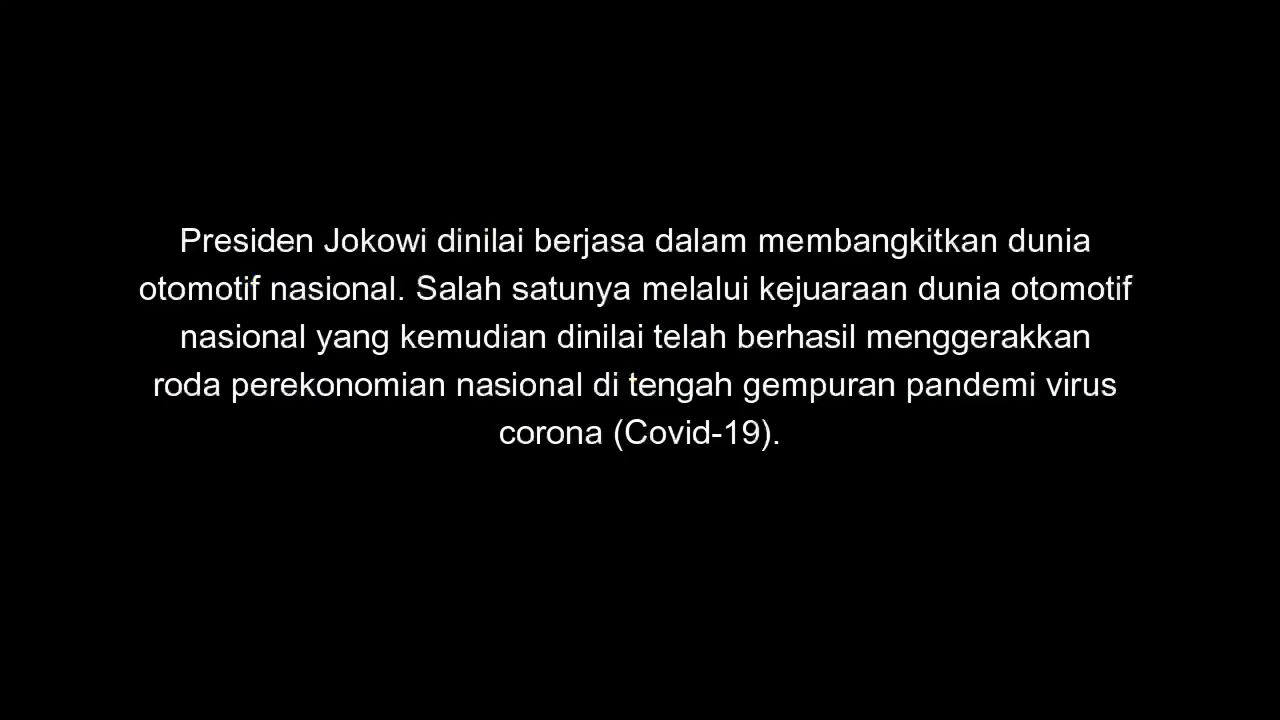 Presiden Jokowi dinilai berjasa dalam membangkitkan dunia
otomotif nasional. Salah satunya melalui kejuaraan dunia otomotif
nasional yang kemudian dinilai telah berhasil menggerakkan
roda perekonomian nasional di tengah gempuran pandemi virus
corona (Covid-19).